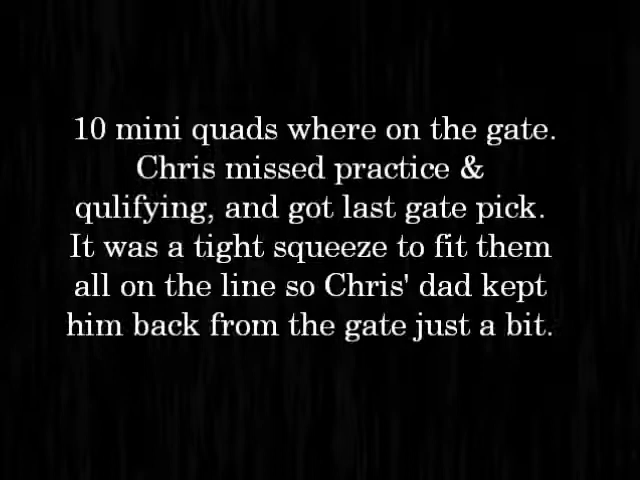 10 mini quads where on the gate.
Chris missed practice &
qulifying, and got last gate pick.
It was a tight squeeze to fit them
all on the line so Chris' dad kept
him back from the gate just a bit.